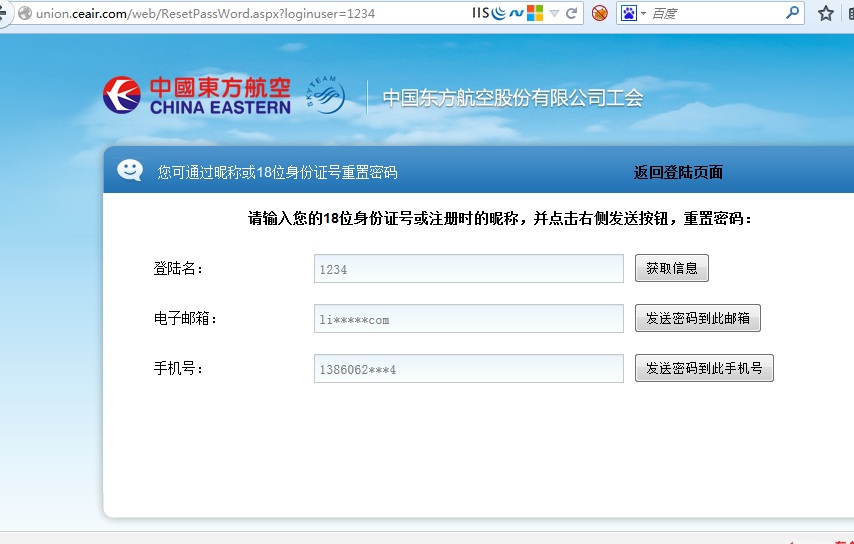 union.ceair.com/web/ResetPassWord.aspx?loginuser=1234 IIS 百度
中國東方航空
CHINA EASTERN
SKYTEAM
中国东方航空股份有限公司工会
您可通过昵称或18位身份证号重置密码 返回登陆页面
请输入您的18位身份证号或注册时的昵称，并点击右侧发送按钮，重置密码：
登陆名： 1234 获取信息
电子邮箱： li*****com 发送密码到此邮箱
手机号： 1386062***4 发送密码到此手机号